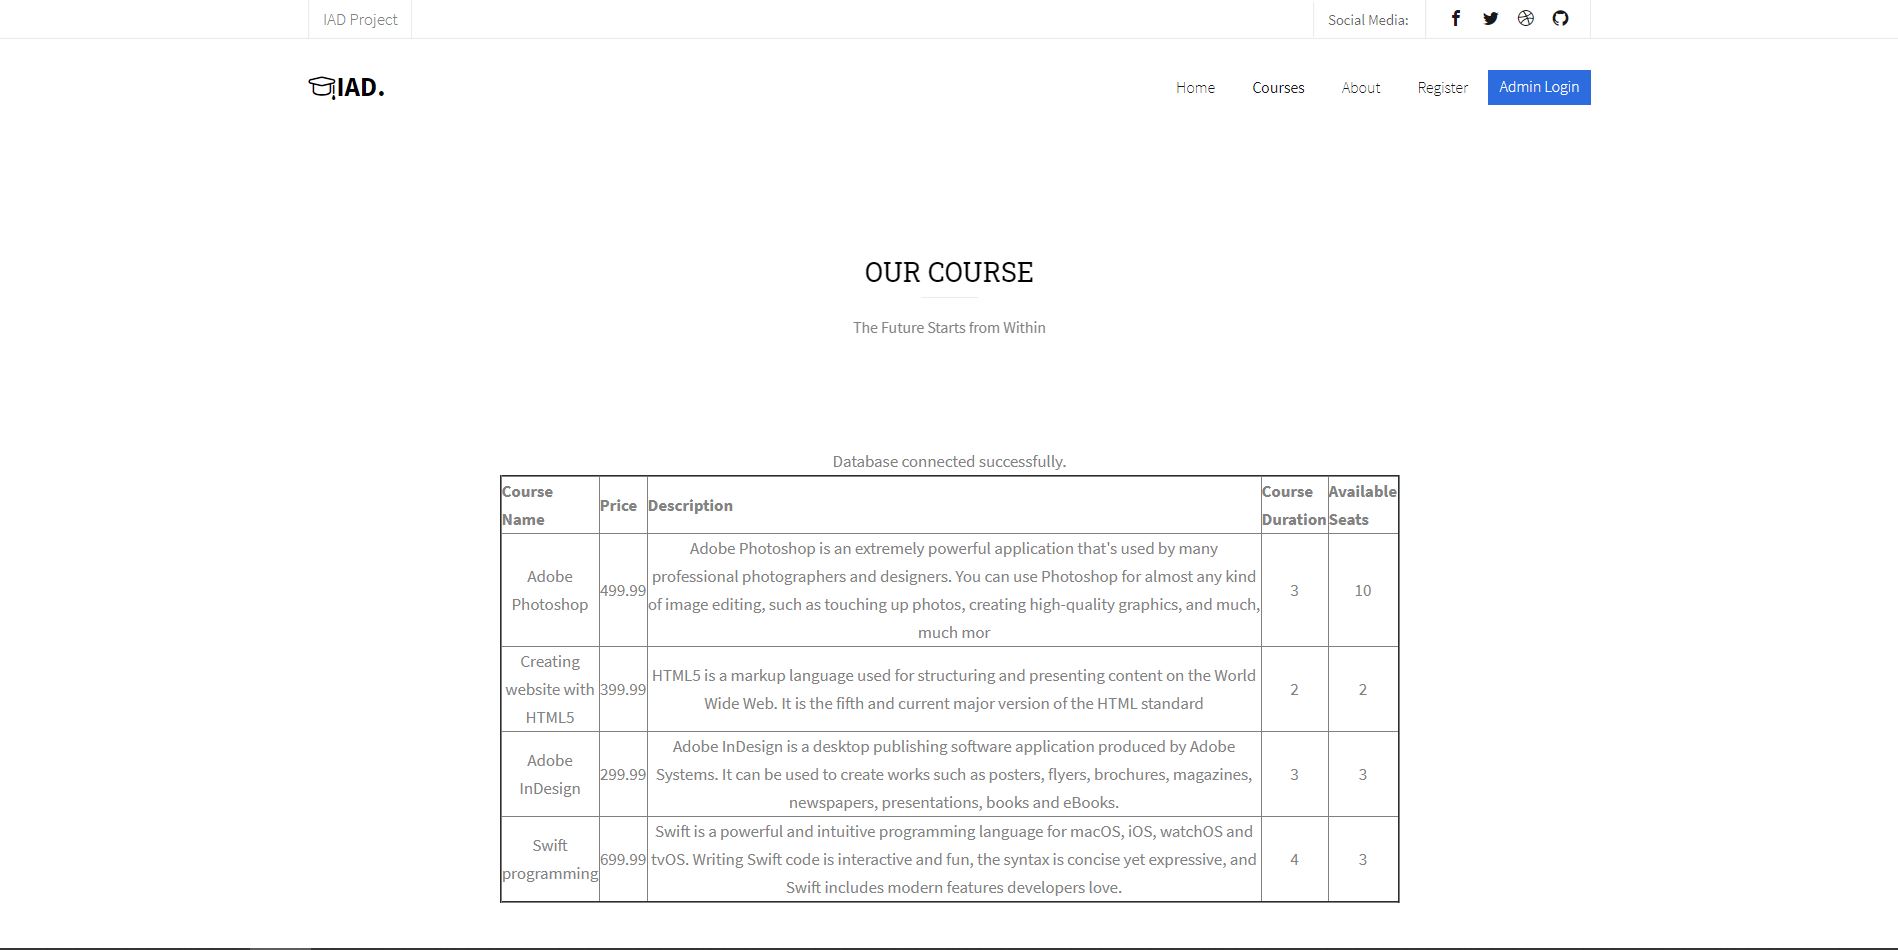 IAD Project
Social Media:
IAD.
Home
Courses
About
Register
Admin Login
OUR COURSE
The Future Starts from Within
Database connected successfully.
Course
Name
Price
Description
Course
Duration
Available
Seats
Adobe
Photoshop
499.99
Adobe Photoshop is an extremely powerful application that's used by many
professional photographers and designers. You can use Photoshop for almost any kind
of image editing, such as touching up photos, creating high-quality graphics, and much,
much mor
3
10
Creating
website with
HTML5
399.99
HTML5 is a markup language used for structuring and presenting content on the World
Wide Web. It is the fifth and current major version of the HTML standard
2
2
Adobe
InDesign
299.99
Adobe InDesign is a desktop publishing software application produced by Adobe
Systems. It can be used to create works such as posters, flyers, brochures, magazines,
newspapers, presentations, books and eBooks.
3
3
Swift
programming
699.99
Swift is a powerful and intuitive programming language for macOS, iOS, watchOS and
tvOS. Writing Swift code is interactive and fun, the syntax is concise yet expressive, and
Swift includes modern features developers love.
4
3